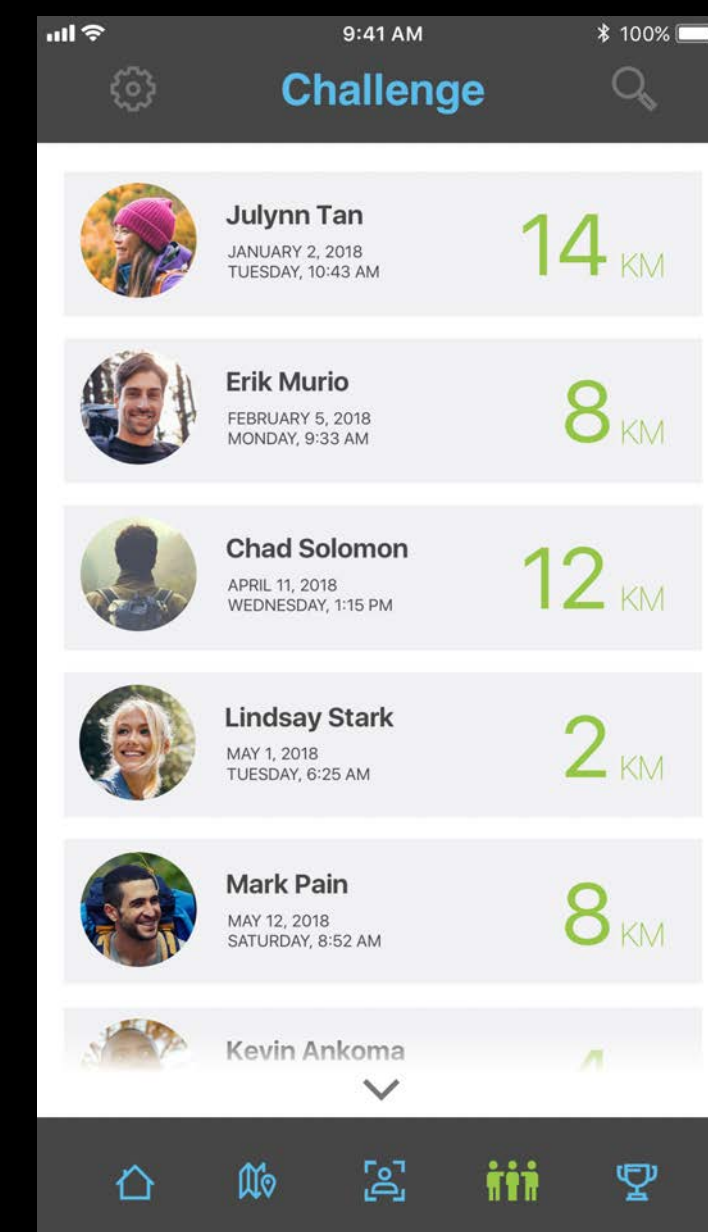 9:41 AM
100%
Challenge
Julynn Tan
JANUARY 2, 2018
TUESDAY, 10:43 AM
14 KM
Erik Murio
FEBRUARY 5, 2018
MONDAY, 9:33 AM
8 KM
Chad Solomon
APRIL 11, 2018
WEDNESDAY, 1:15 PM
12 KM
Lindsay Stark
MAY 1, 2018
TUESDAY, 6:25 AM
2 KM
Mark Pain
MAY 12, 2018
SATURDAY, 8:52 AM
8 KM
Kevin Ankoma
4